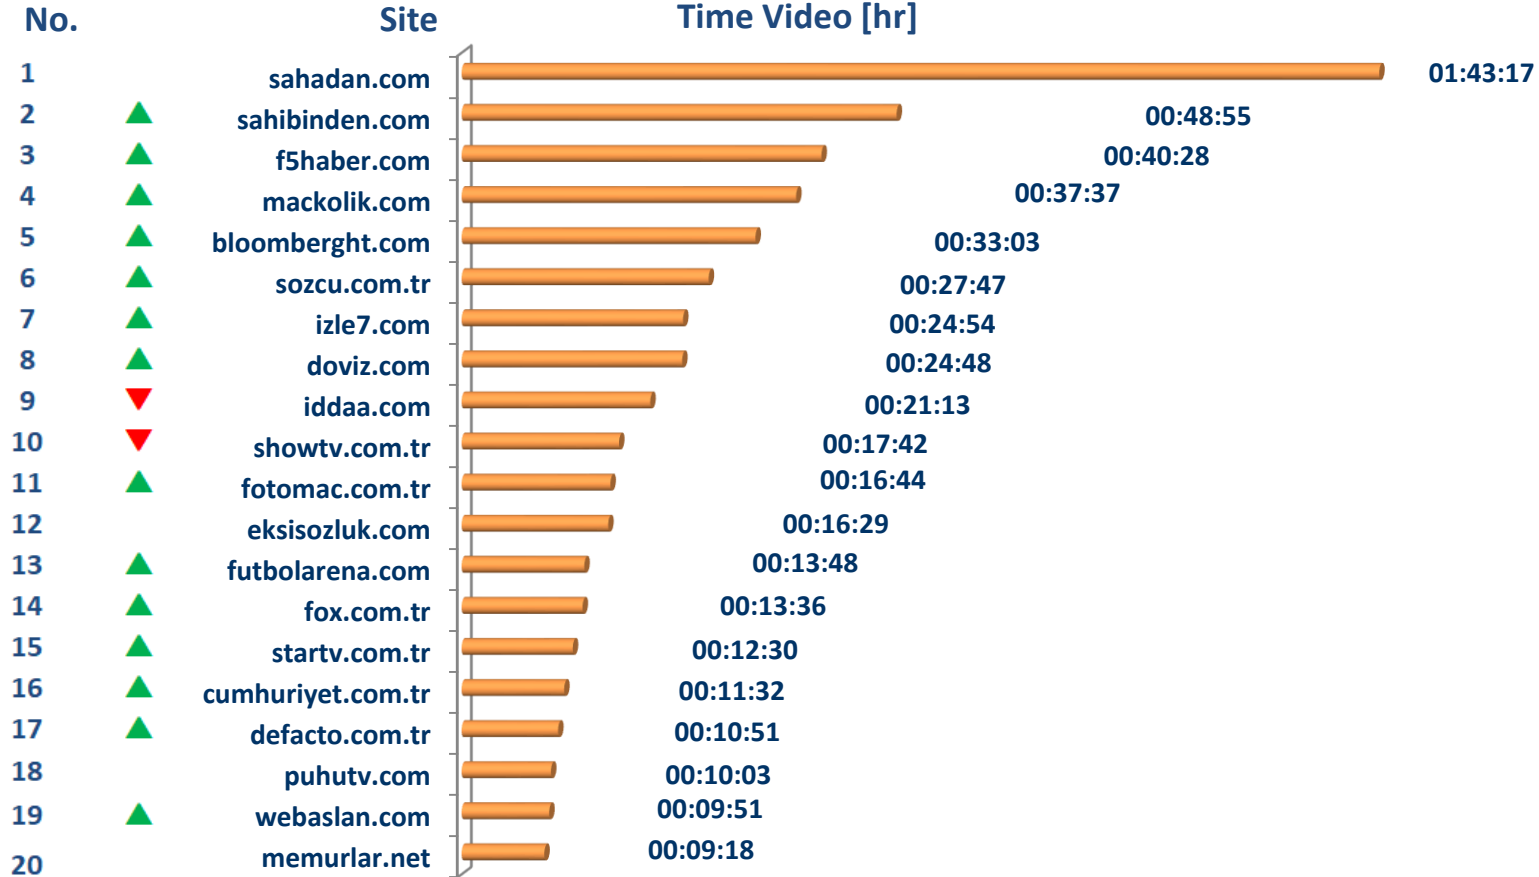 No. Site Time Video [hr]
1 sahadan.com 01:43:17
2 sahibinden.com 00:48:55
3 f5haber.com 00:40:28
4 mackolik.com 00:37:37
5 bloomberght.com 00:33:03
6 sozcu.com.tr 00:27:47
7 izle7.com 00:24:54
8 doviz.com 00:24:48
9 iddaa.com 00:21:13
10 showtv.com.tr 00:17:42
11 fotomac.com.tr 00:16:44
12 eksisozluk.com 00:16:29
13 futbolarena.com 00:13:48
14 fox.com.tr 00:13:36
15 startv.com.tr 00:12:30
16 cumhuriyet.com.tr 00:11:32
17 defacto.com.tr 00:10:51
18 puhutv.com 00:10:03
19 webaslan.com 00:09:51
20 memurlar.net 00:09:18